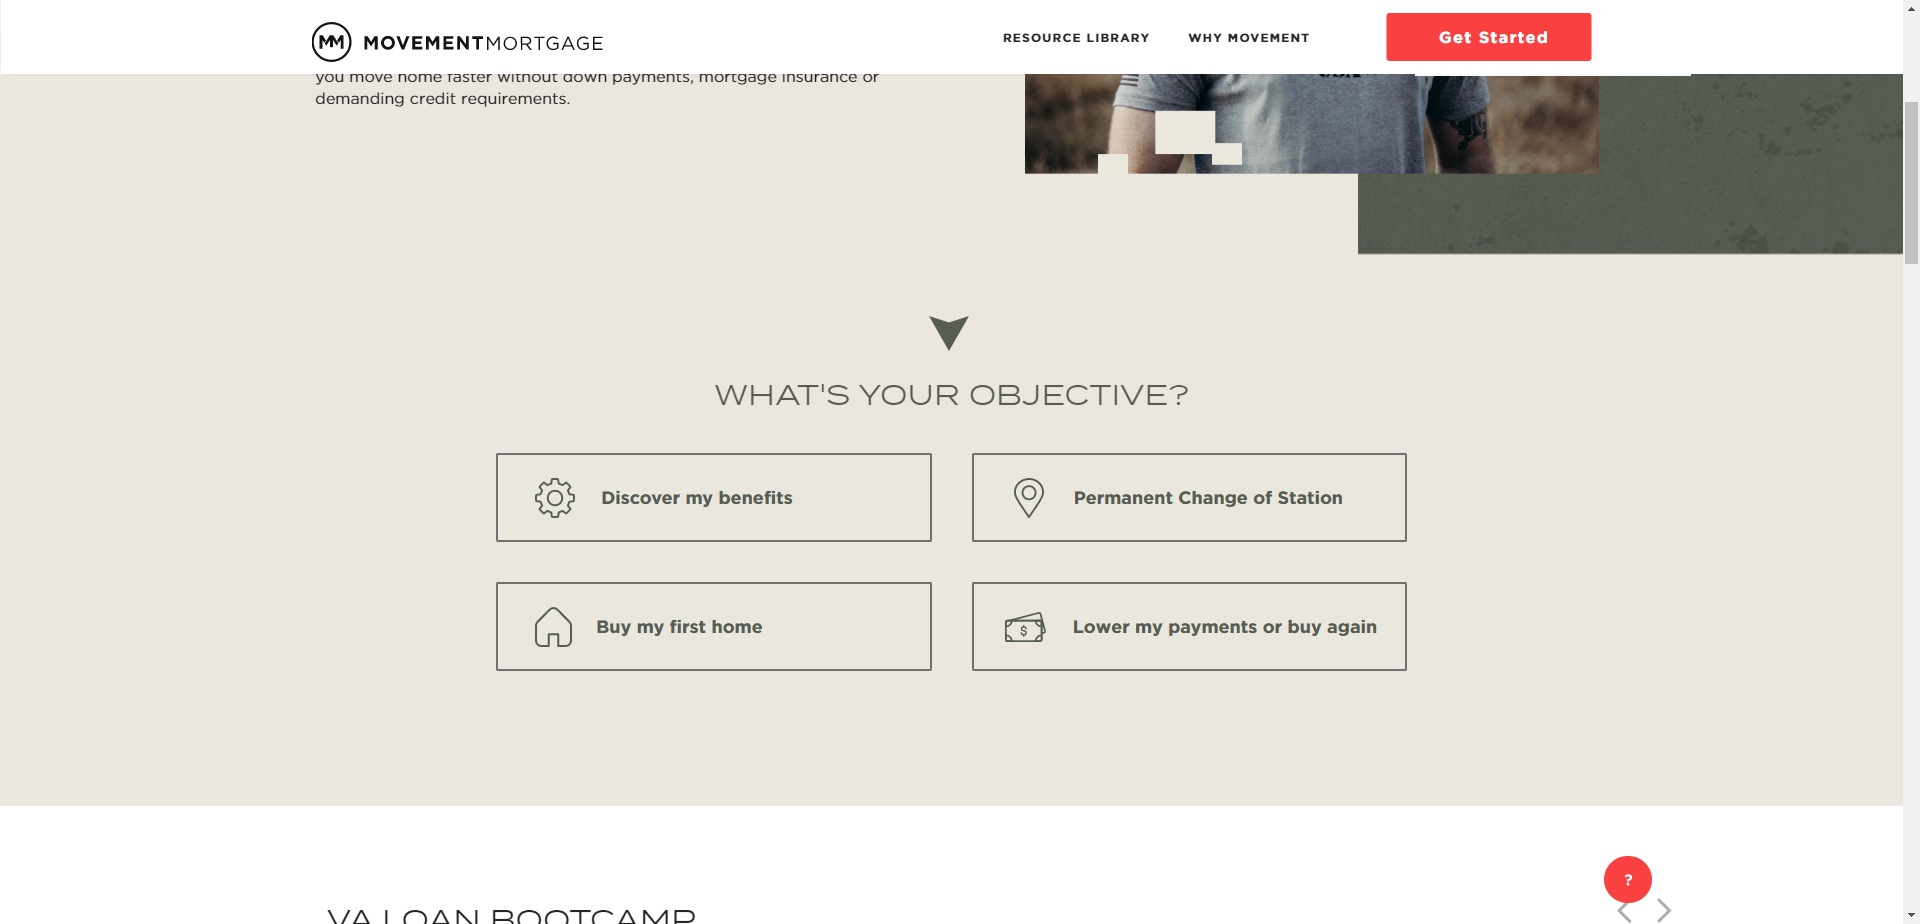 MOVEMENTMORTGAGE
RESOURCE LIBRARY
WHY MOVEMENT
Get Started
you move home faster without down payments, mortgage insurance or
demanding credit requirements.
WHAT'S YOUR OBJECTIVE?
Discover my benefits
Permanent Change of Station
Buy my first home
$
Lower my payments or buy again
?
VA LOAN BOOTCAMP